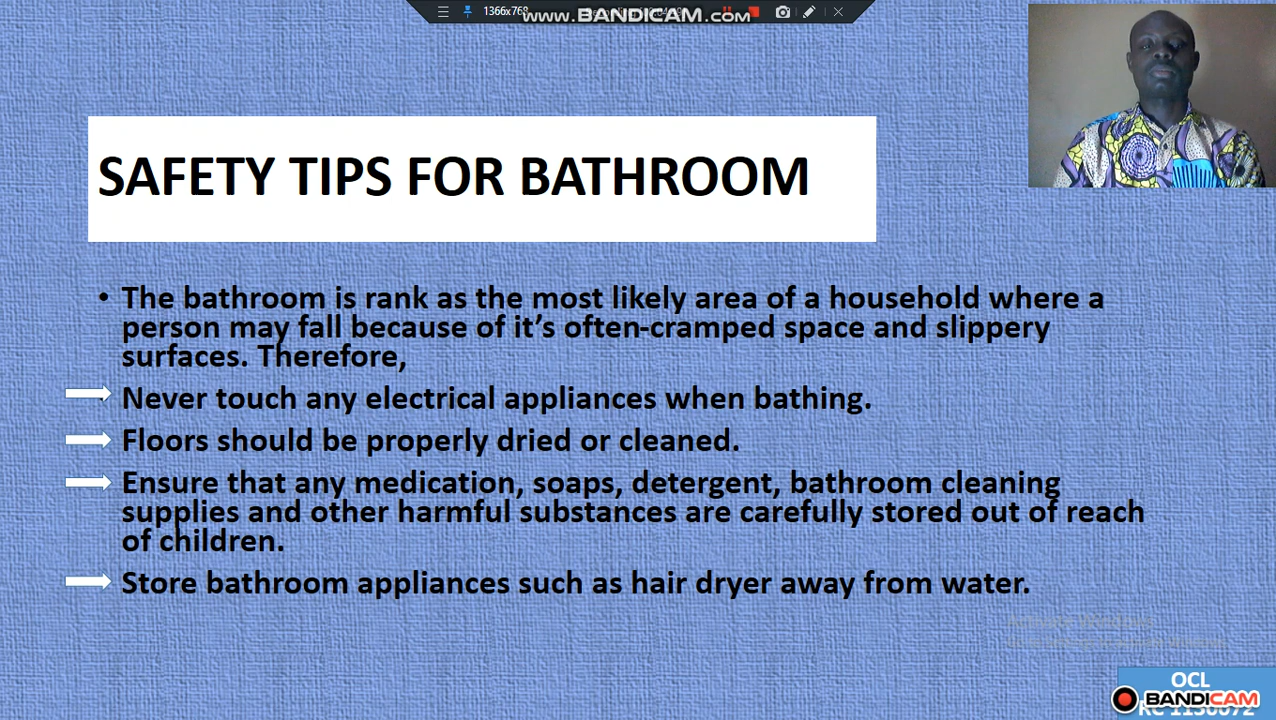 1366x768
www.BANDICAM.com
SAFETY TIPS FOR BATHROOM
• The bathroom is rank as the most likely area of a household where a
person may fall because of it’s often-cramped space and slippery
surfaces. Therefore,
Never touch any electrical appliances when bathing.
Floors should be properly dried or cleaned.
Ensure that any medication, soaps, detergent, bathroom cleaning
supplies and other harmful substances are carefully stored out of reach
of children.
Store bathroom appliances such as hair dryer away from water.
OCL
BANDICAM